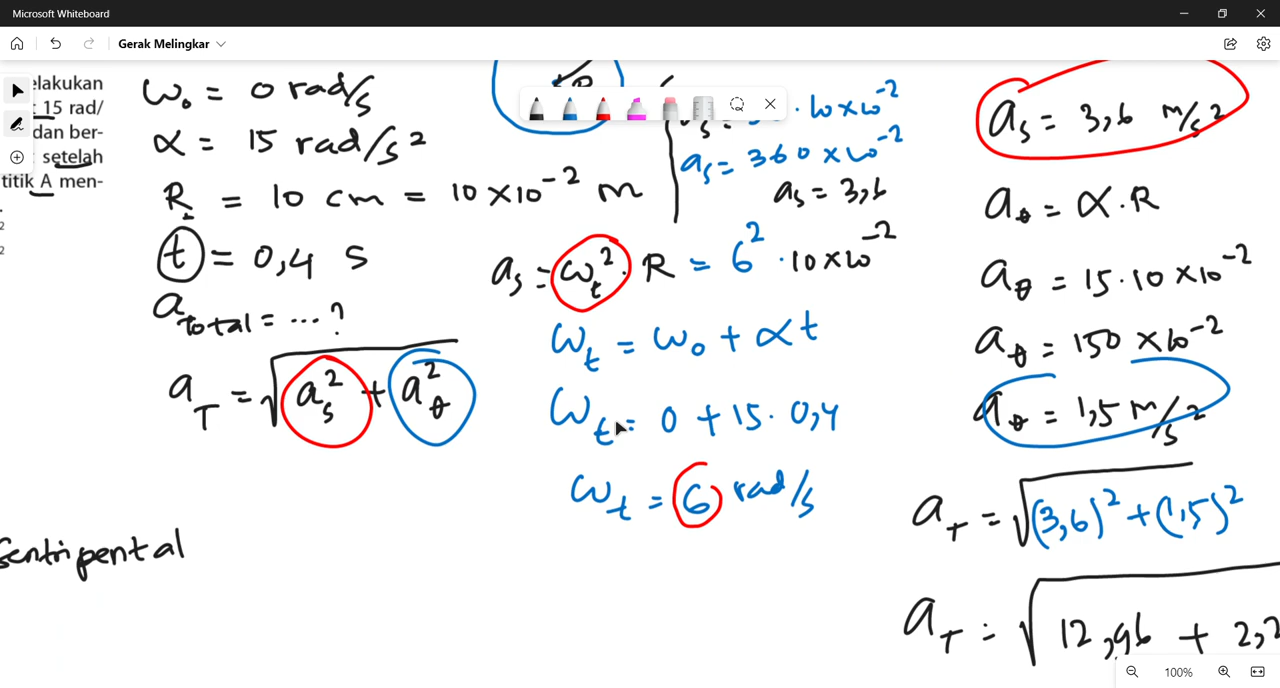 Microsoft Whiteboard
Gerak Melingkar
elakukan
15 rad/
dan ber-
setelah
titik A men-
2
2
ω₀ = 0 rad/s
α = 15 rad/s²
R = 10 cm = 10 x 10⁻² m
t = 0,4 s
a Total = ... ?
a_T = √(a_s² + a_θ²)
Sentripental
. 10 x 10⁻²
a_s = 360 x 10⁻²
a_s = 3,6
a_s = ω_t² . R = 6² . 10 x 10⁻²
ω_t = ω₀ + αt
ω_t = 0 + 15 . 0,4
ω_t = 6 rad/s
a_s = 3,6 m/s²
a_θ = α . R
a_θ = 15 . 10 x 10⁻²
a_θ = 150 x 10⁻²
a_θ = 1,5 m/s²
a_T = √(3,6)² + (1,5)²
a_T = √12,96 + 2,2
100%